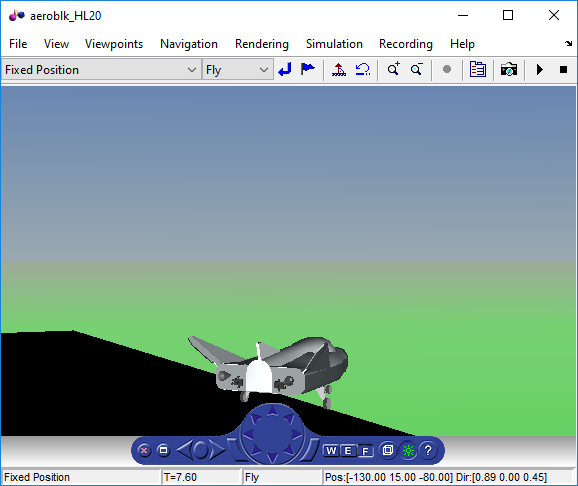 aeroblk_HL20
File View Viewpoints Navigation Rendering Simulation Recording Help
Fixed Position Fly
W E F ?
Fixed Position T=7.60 Fly Pos:[-130.00 15.00 -80.00] Dir:[0.89 0.00 0.45]